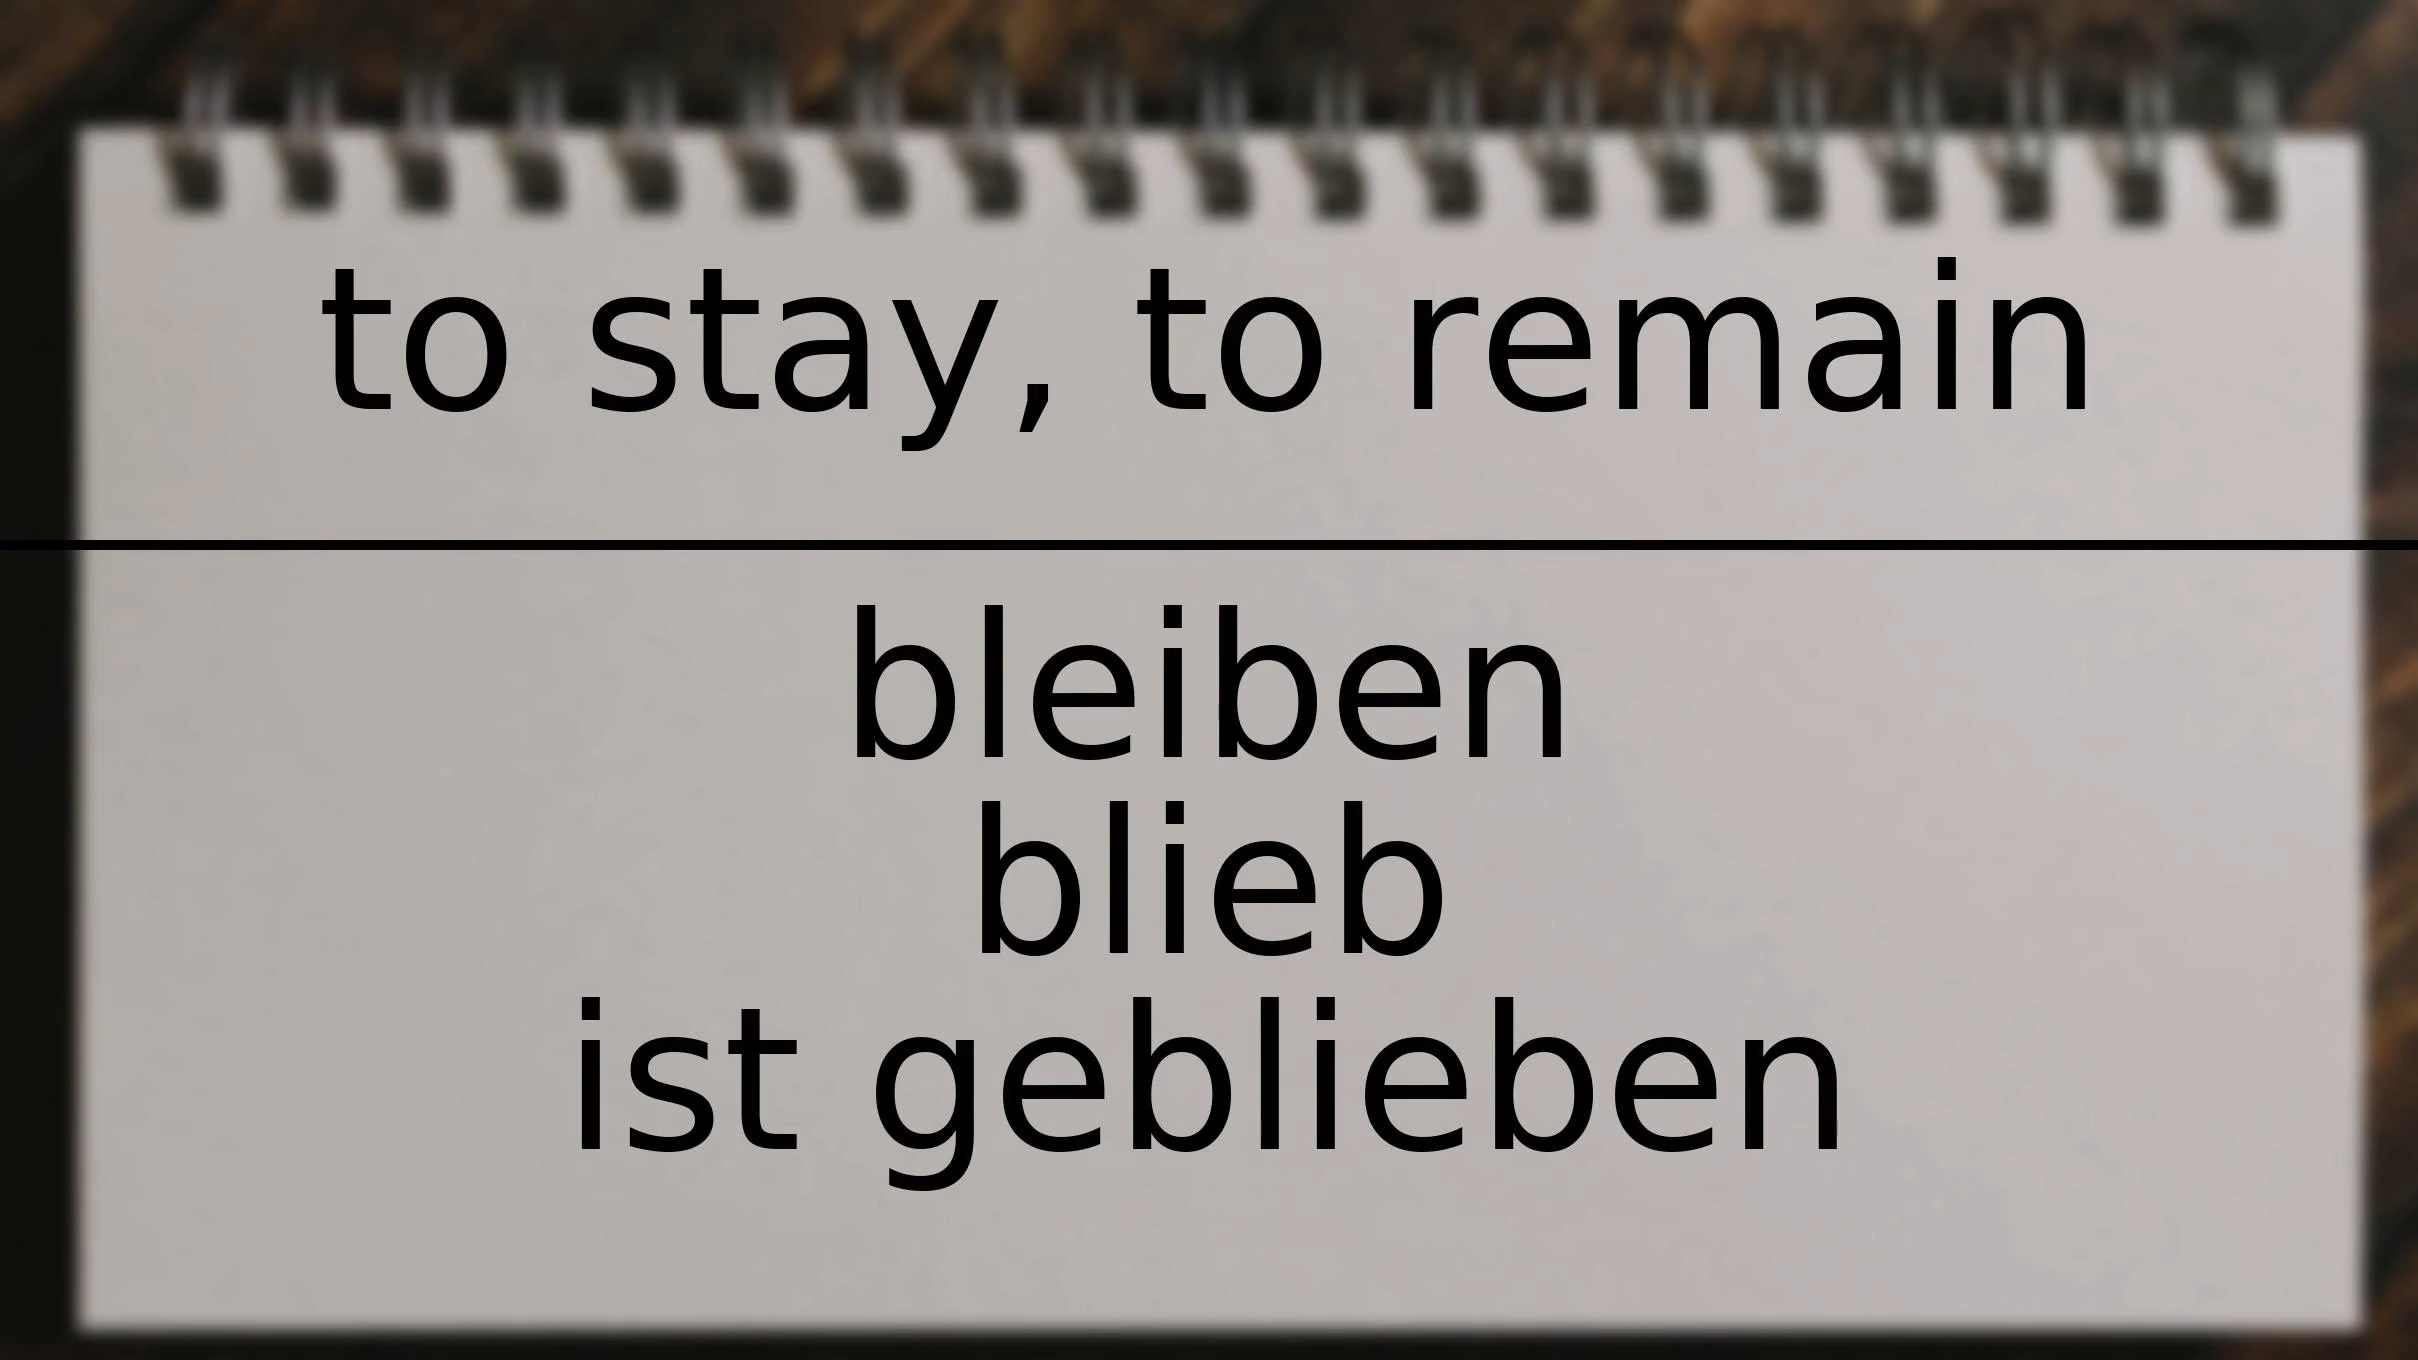 to stay, to remain
bleiben
blieb
ist geblieben